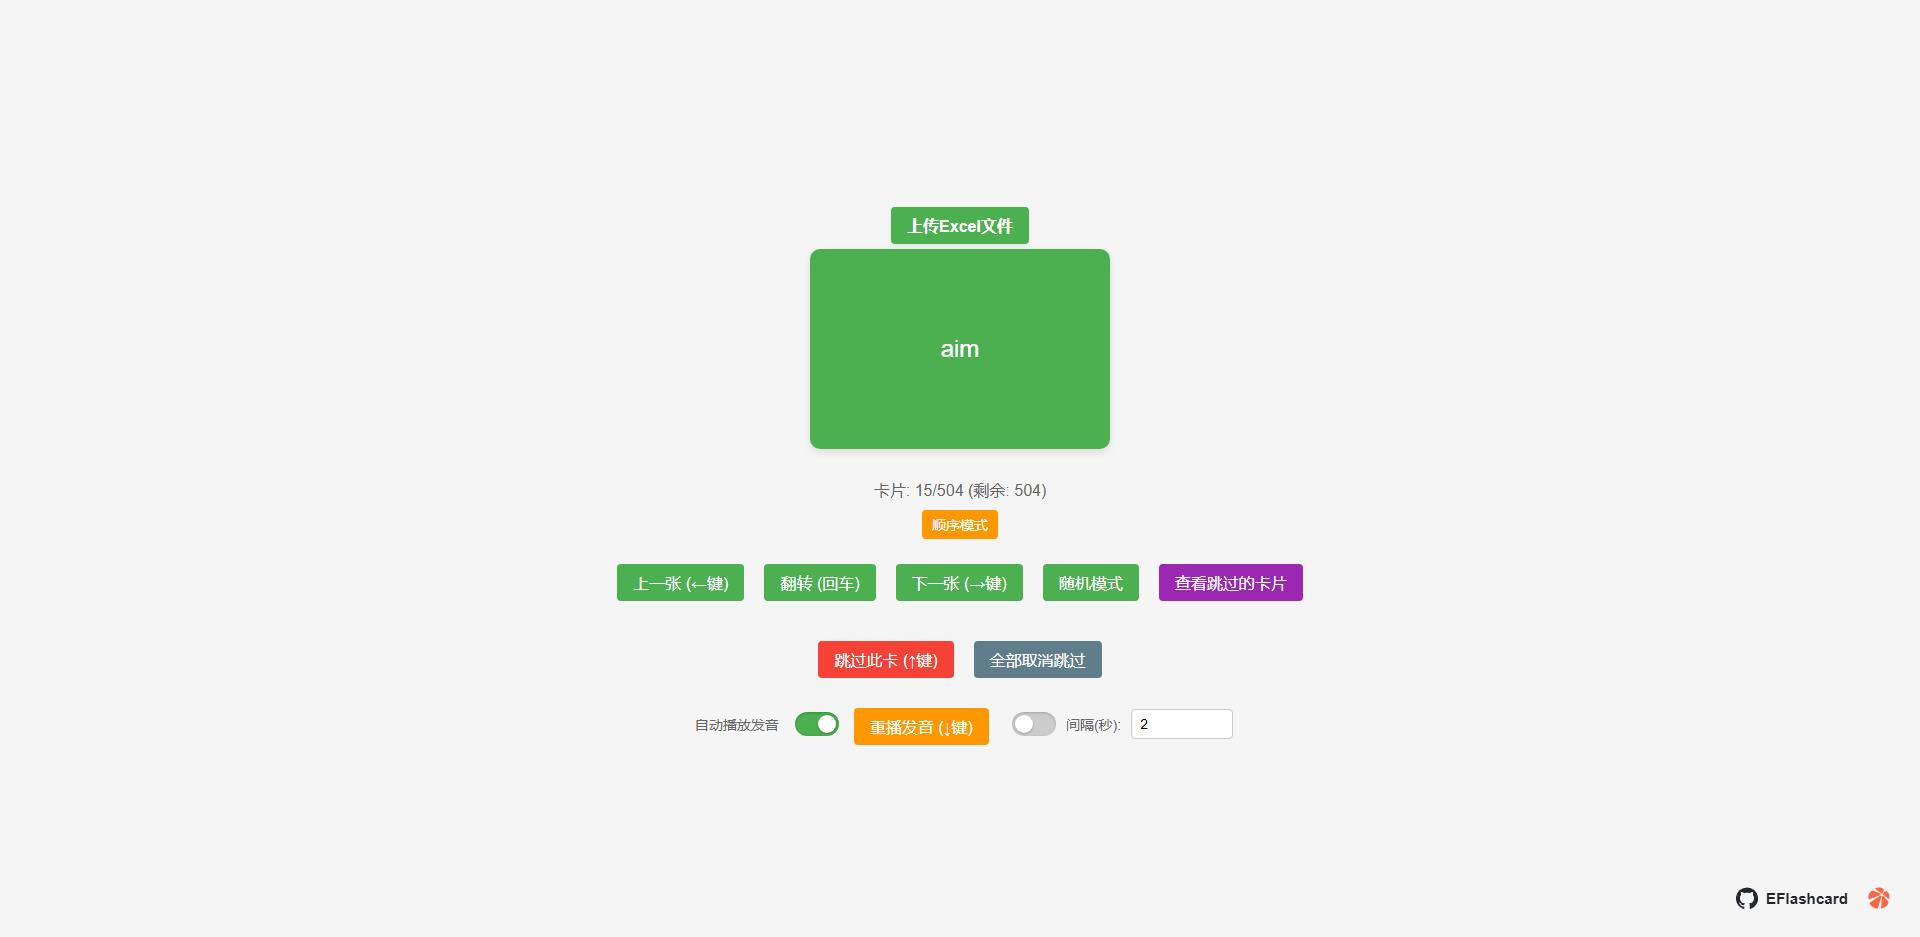 上传Excel文件
aim
卡片: 15/504 (剩余: 504)
顺序模式
上一张 (←键) 翻转 (回车) 下一张 (→键) 随机模式 查看跳过的卡片
跳过此卡 (↑键) 全部取消跳过
自动播放发音 重播发音 (↓键) 间隔(秒): 2
EFlashcard